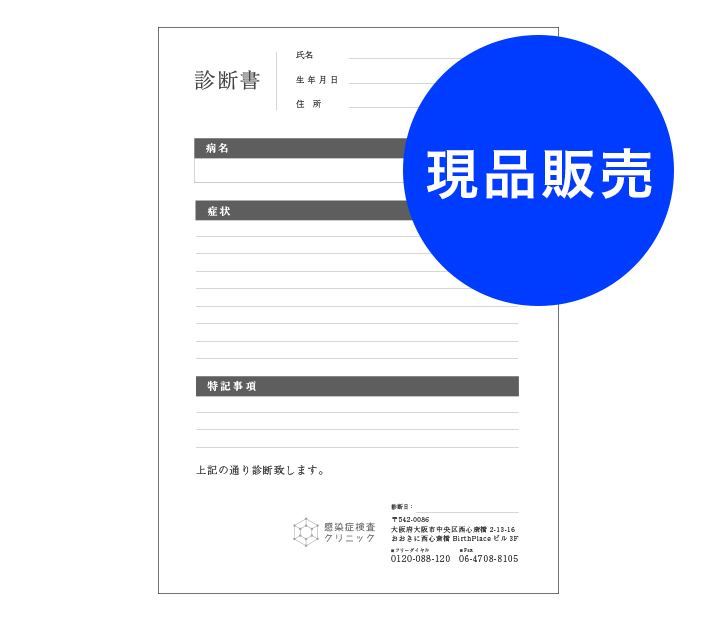 診断書
氏名
生年月日
住 所
現品販売
病名
症状
特記事項
上記の通り診断致します。
感染症検査
クリニック
診断日：
〒542-0086
大阪府大阪市中央区西心斎橋 2-13-16
おおきに西心斎橋 BirthPlace ビル 3F
■フリーダイヤル ■Fax
0120-088-120 06-4708-8105